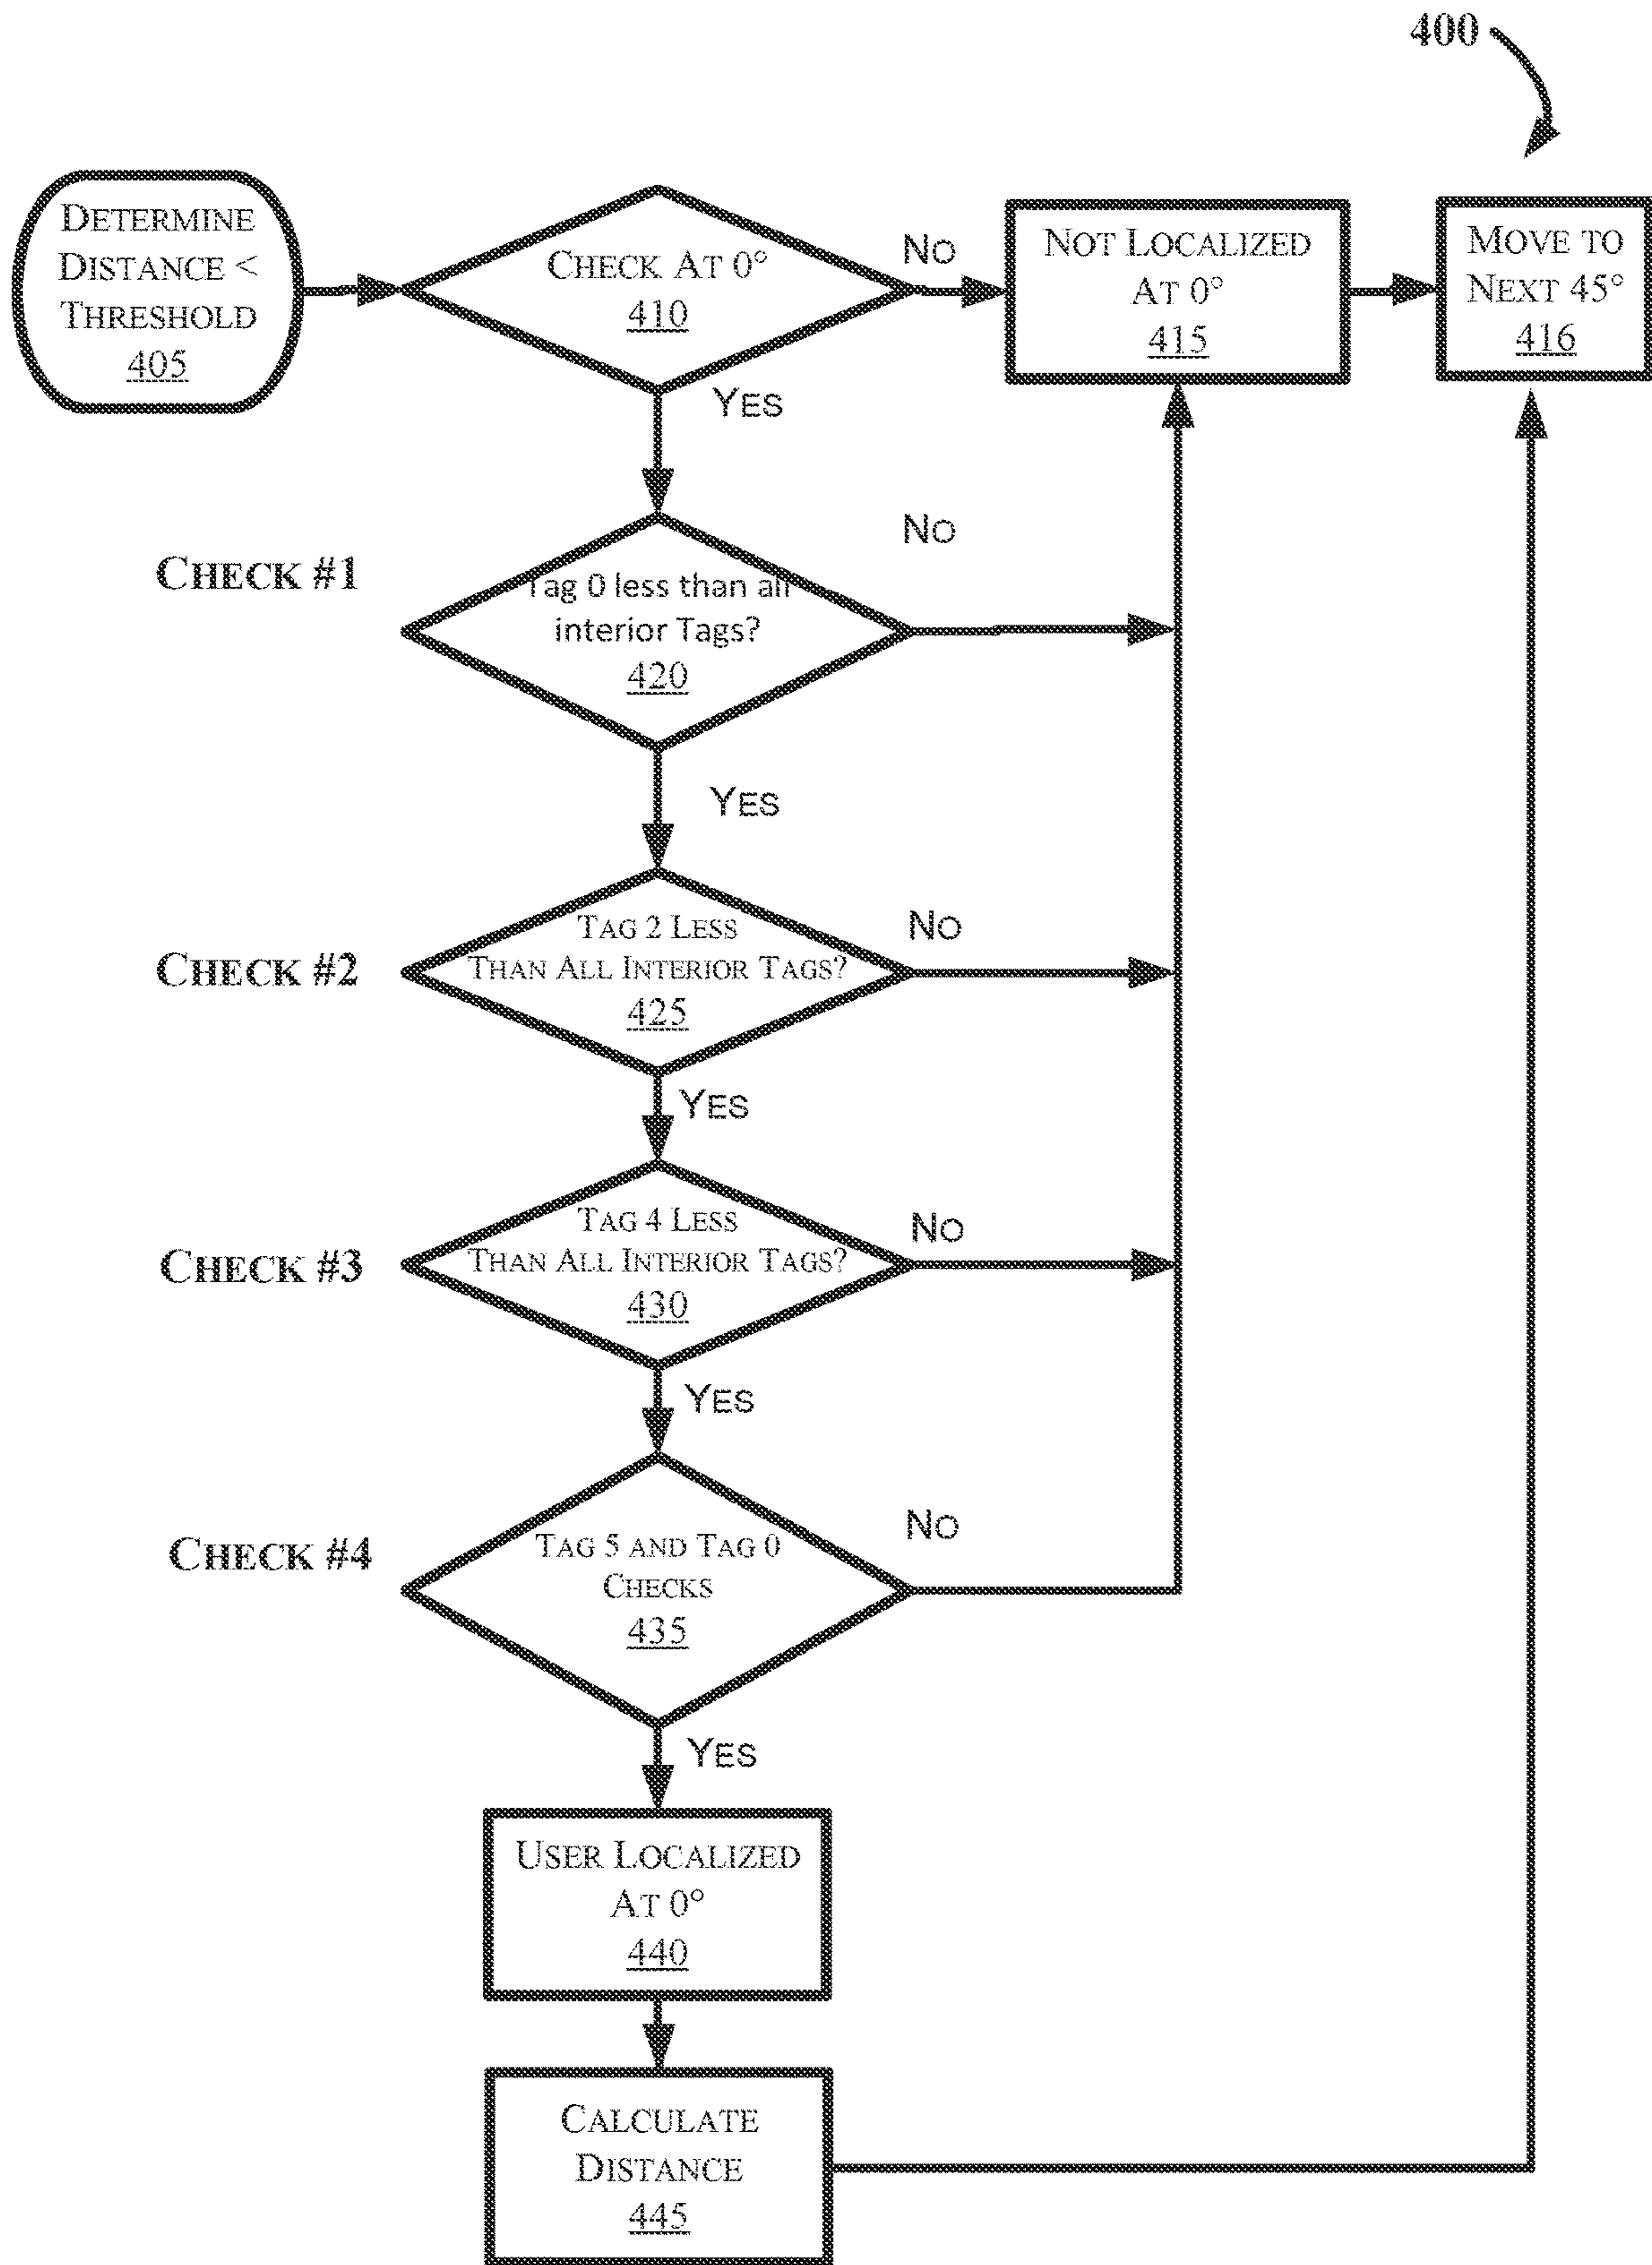 400
DETERMINE
DISTANCE <
THRESHOLD
405
CHECK AT 0°
410
NO
NOT LOCALIZED
AT 0°
415
MOVE TO
NEXT 45°
416
YES
CHECK #1
Tag 0 less than all
interior Tags?
420
NO
YES
CHECK #2
TAG 2 LESS
THAN ALL INTERIOR TAGS?
425
NO
YES
CHECK #3
TAG 4 LESS
THAN ALL INTERIOR TAGS?
430
NO
YES
CHECK #4
TAG 5 AND TAG 0
CHECKS
435
NO
YES
USER LOCALIZED
AT 0°
440
CALCULATE
DISTANCE
445